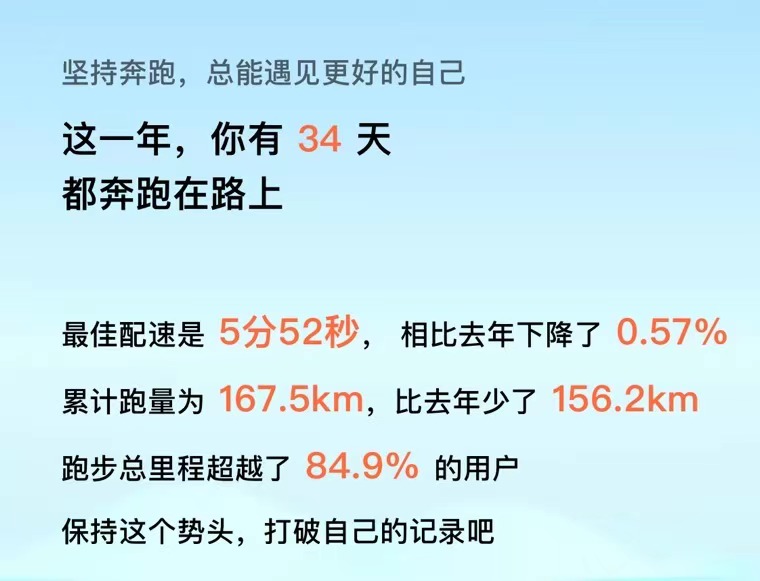 坚持奔跑，总能遇见更好的自己
这一年，你有 34 天
都奔跑在路上
最佳配速是 5分52秒， 相比去年下降了 0.57%
累计跑量为 167.5km，比去年少了 156.2km
跑步总里程超越了 84.9% 的用户
保持这个势头，打破自己的记录吧